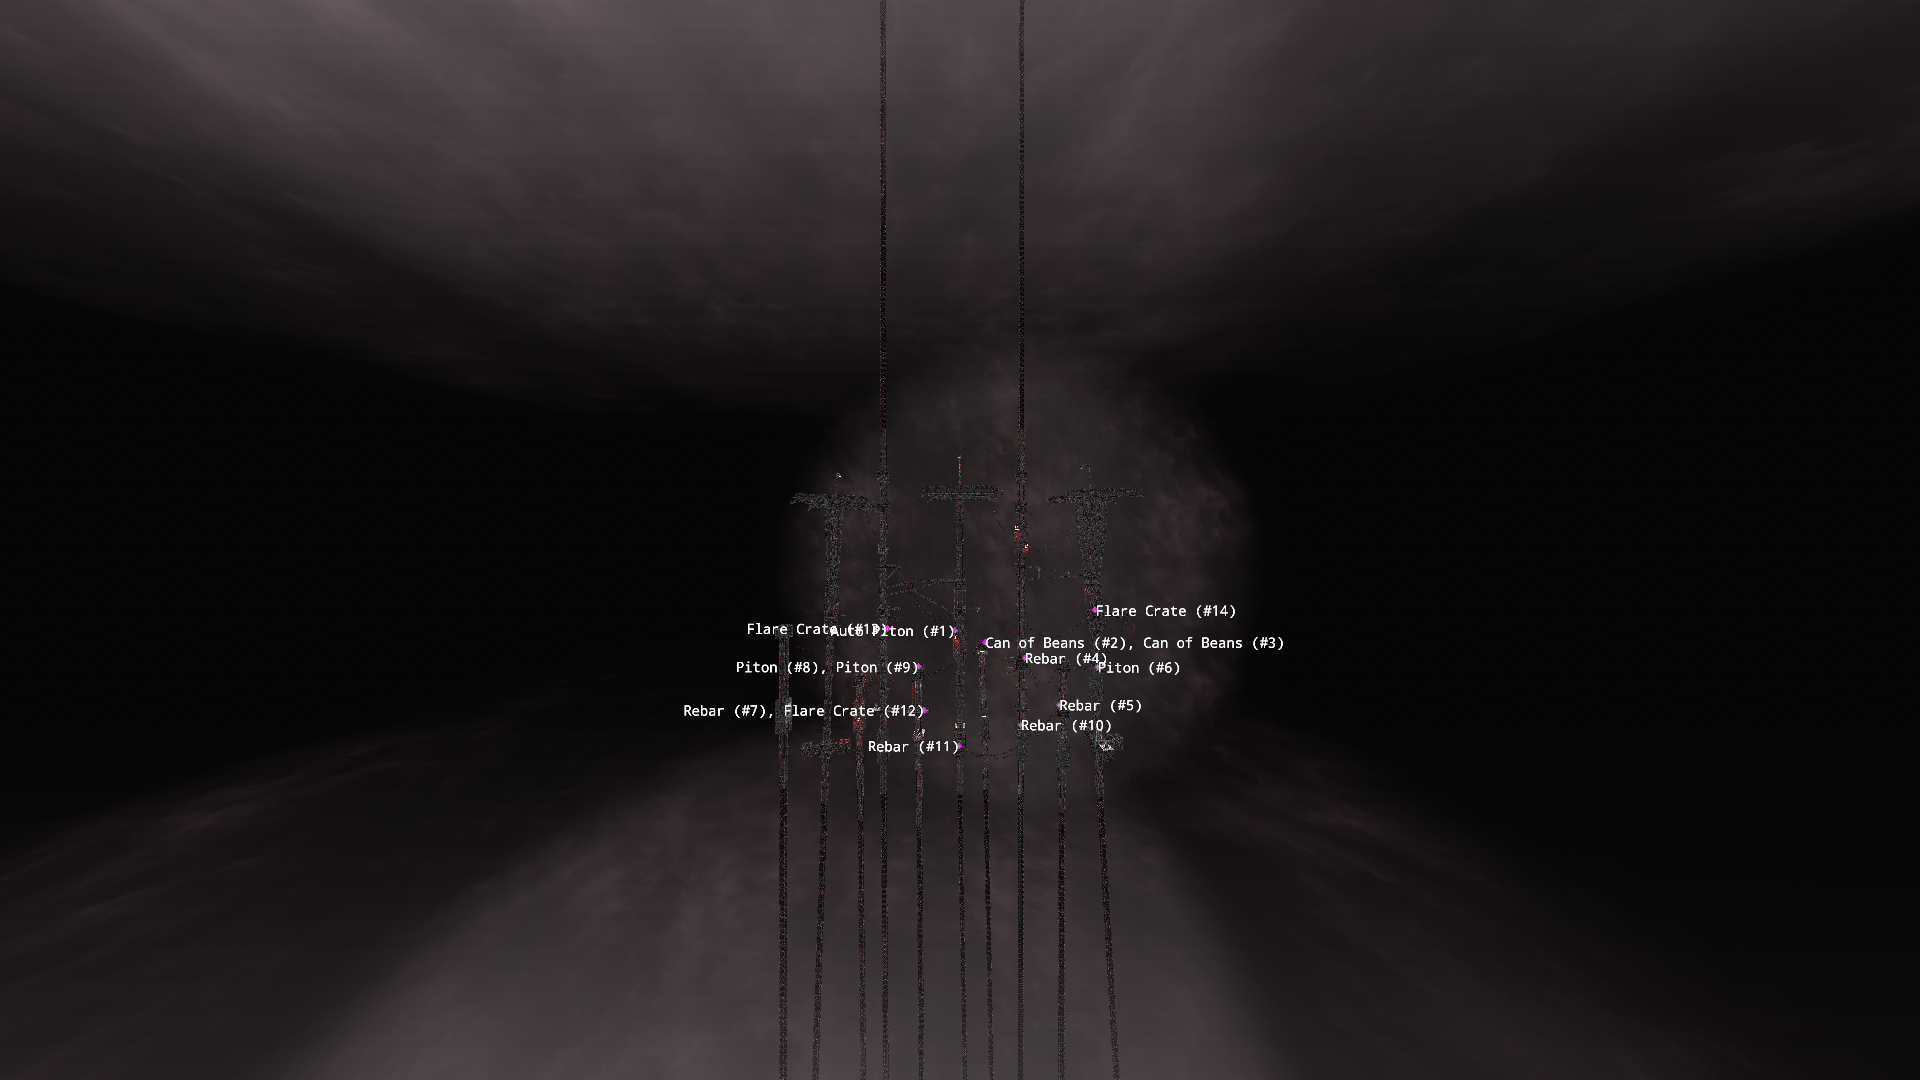 Flare Crate (#14)
Flare Crate (#13)
Auto Piton (#1)
Can of Beans (#2), Can of Beans (#3)
Rebar (#4)
Piton (#8), Piton (#9)
Piton (#6)
Rebar (#5)
Rebar (#7), Flare Crate (#12)
Rebar (#10)
Rebar (#11)